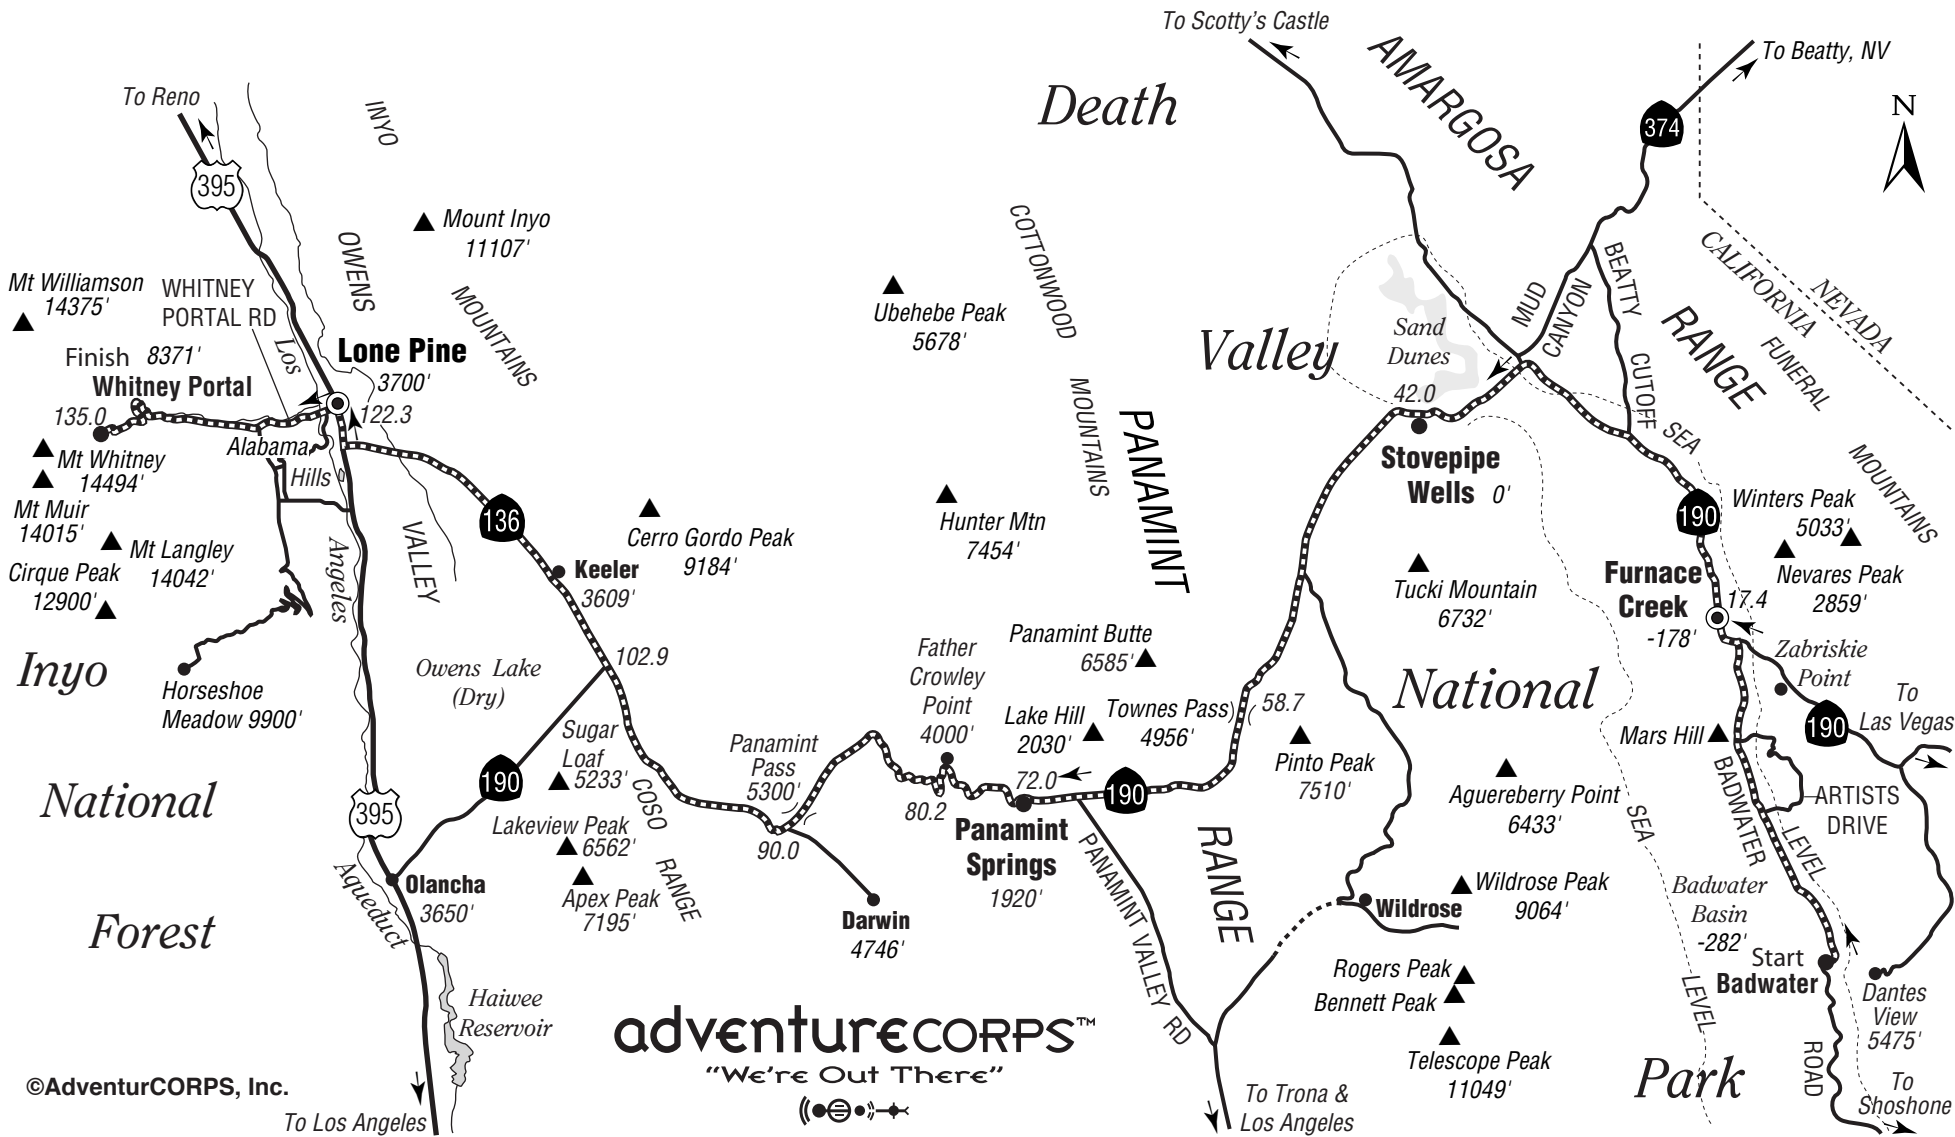 To Scotty's Castle
To Beatty, NV
AMARGOSA
RANGE
374
N
Death
Valley
National
Park
To Reno
395
INYO
MOUNTAINS
OWENS
VALLEY
Mount Inyo
11107'
Mt Williamson
14375'
WHITNEY
PORTAL RD
Los
Angeles
Aqueduct
Finish 8371'
Whitney Portal
135.0
Lone Pine
3700'
122.3
Alabama
Hills
Mt Whitney
14494'
Mt Muir
14015'
Mt Langley
14042'
Cirque Peak
12900'
Inyo
National
Forest
Horseshoe
Meadow 9900'
136
Cerro Gordo Peak
9184'
Keeler
3609'
102.9
Owens Lake
(Dry)
Sugar
Loaf
5233'
190
395
Lakeview Peak
6562'
Apex Peak
7195'
COSO
RANGE
Olancha
3650'
Haiwee
Reservoir
To Los Angeles
©AdventurCORPS, Inc.
Ubehebe Peak
5678'
COTTONWOOD
MOUNTAINS
Hunter Mtn
7454'
PANAMINT
RANGE
Panamint Butte
6585'
Father
Crowley
Point
4000'
80.2
Lake Hill
2030'
Townes Pass
4956'
58.7
72.0
190
Panamint
Springs
1920'
Panamint
Pass
5300'
90.0
Darwin
4746'
PANAMINT VALLEY RD
adventurecorps™
"We're Out There"
To Trona &
Los Angeles
Sand
Dunes
42.0
Stovepipe
Wells 0'
MUD
CANYON
BEATTY
CUTOFF
CALIFORNIA
NEVADA
FUNERAL
MOUNTAINS
SEA
LEVEL
190
Winters Peak
5033'
Nevares Peak
2859'
Furnace
Creek
-178'
17.4
Zabriskie
Point
190
To
Las Vegas
Tucki Mountain
6732'
Pinto Peak
7510'
Aguereberry Point
6433'
Wildrose Peak
9064'
Wildrose
Rogers Peak
Bennett Peak
Telescope Peak
11049'
Mars Hill
ARTISTS
DRIVE
BADWATER
ROAD
SEA
LEVEL
Badwater
Basin
-282'
Start
Badwater
Dantes
View
5475'
To
Shoshone